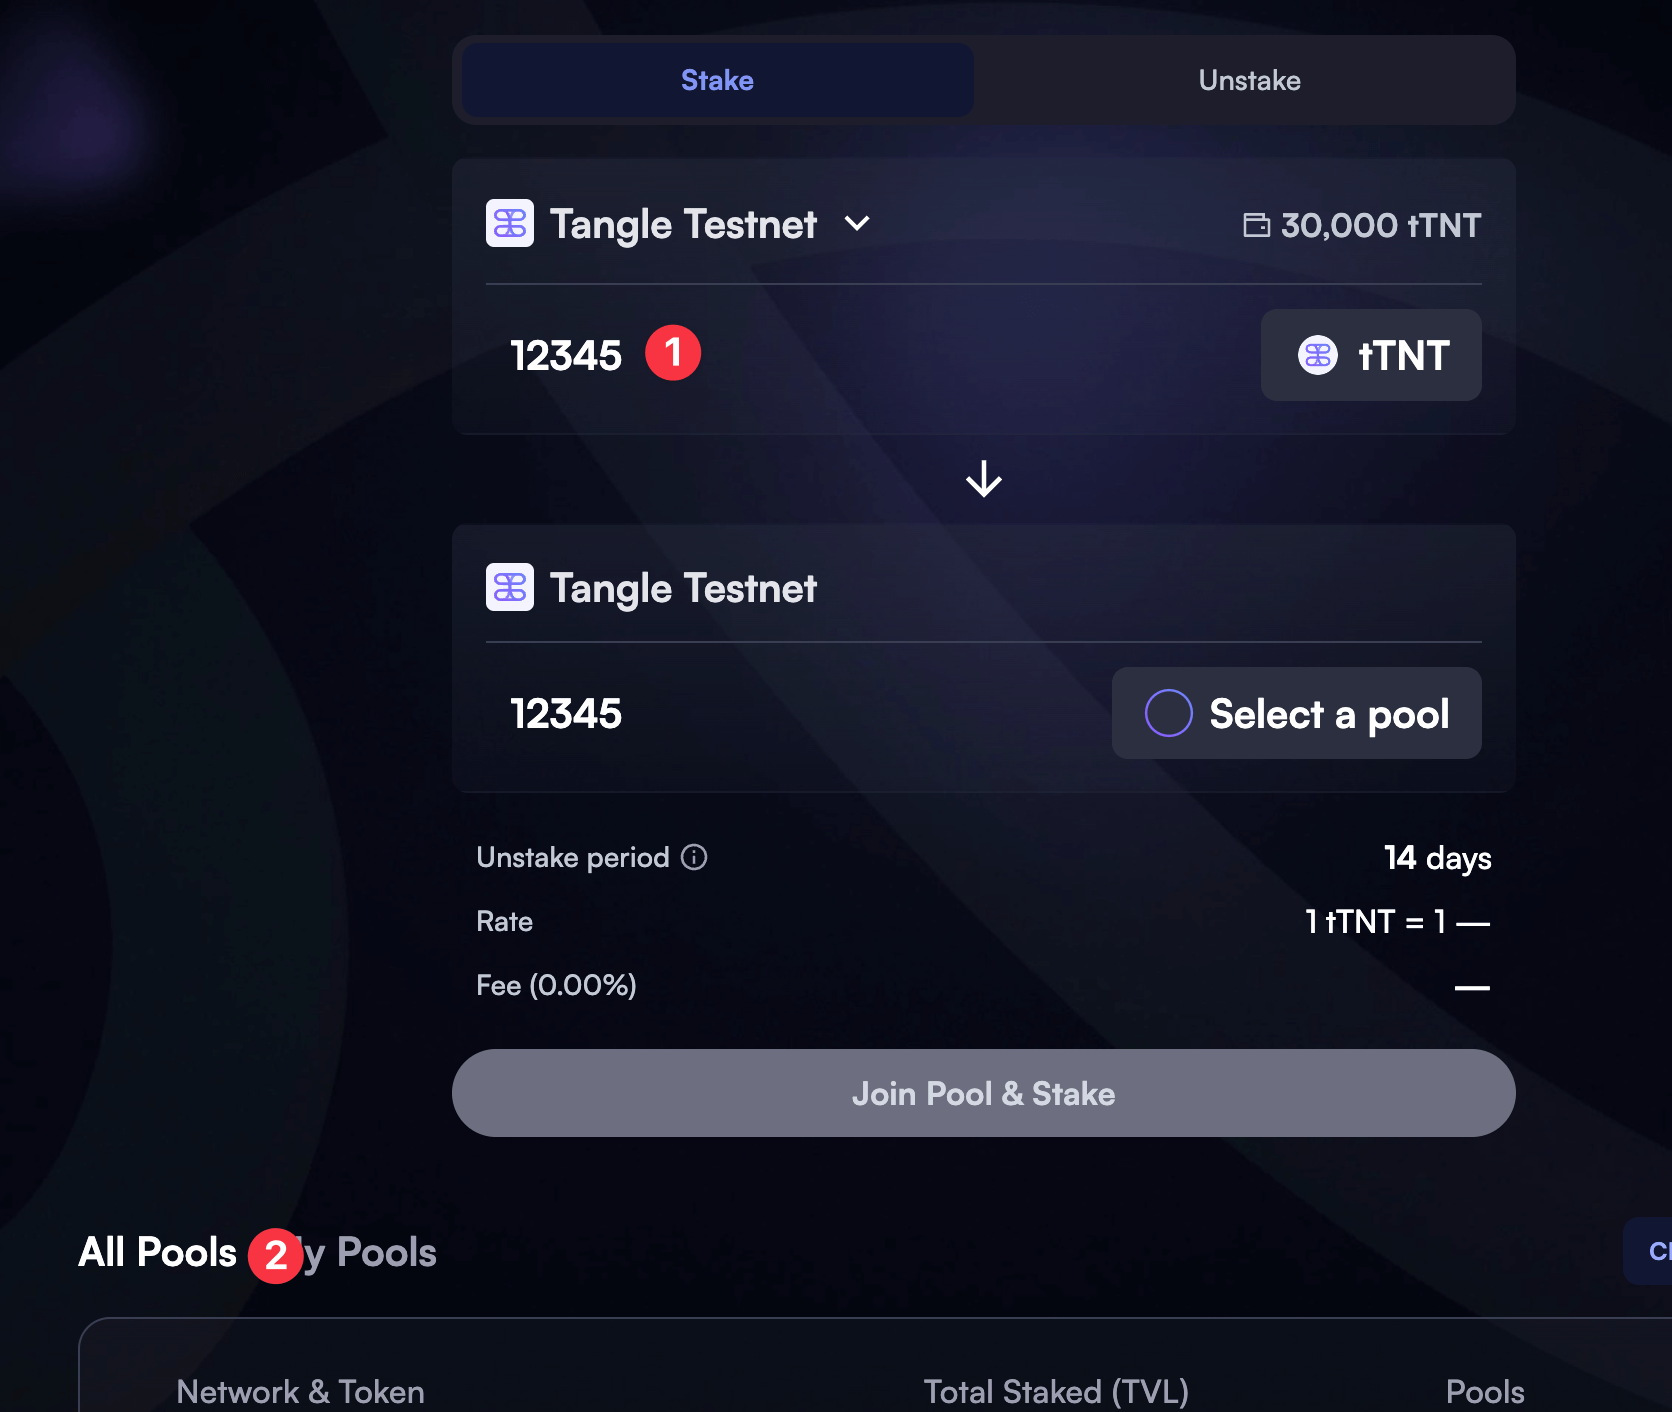 Stake Unstake
Tangle Testnet 30,000 tTNT
12345 1 tTNT
Tangle Testnet
12345 Select a pool
Unstake period 14 days
Rate 1 tTNT = 1 —
Fee (0.00%) —
Join Pool & Stake
All Pools 2 y Pools
Network & Token Total Staked (TVL) Pools